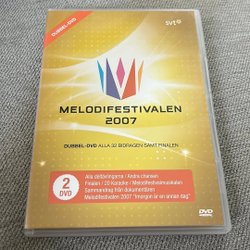 DUBBEL-DVD
svt
MELODIFESTIVALEN
2007
DUBBEL-DVD ALLA 32 BIDRAGEN SAMT FINALEN
2
DVD
Alla deltävlingarna / Andra chansen
Finalen / 20 Karaoke / Melodifestivalmusikalen
Sammandrag från dokumentären
Melodifestivalen 2007 "Imorgon är en annan dag"
DVD